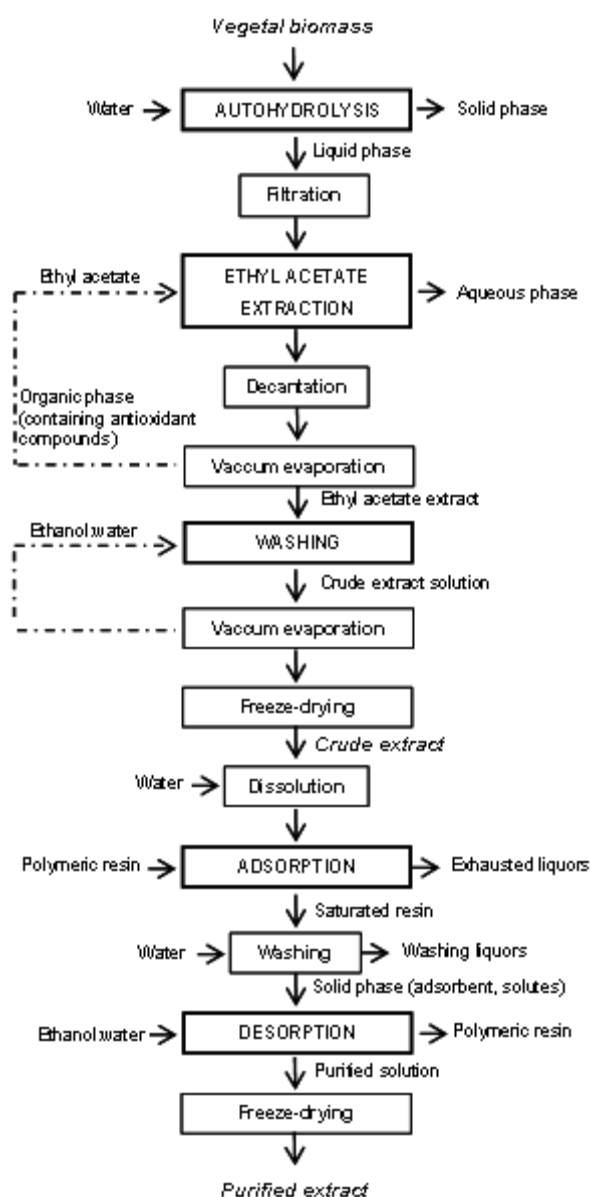 Vegetal biomass
Water
AUTOHYDROLYSIS
Solid phase
Liquid phase
Filtration
Ethyl acetate
ETHYL ACETATE
EXTRACTION
Aqueous phase
Decantation
Organic phase
(containing antioxidant
compounds)
Vaccum evaporation
Ethyl acetate extract
Ethanol:water
WASHING
Crude extract solution
Vaccum evaporation
Freeze-drying
Crude extract
Water
Dissolution
Polymeric resin
ADSORPTION
Exhausted liquors
Saturated resin
Water
Washing
Washing liquors
Solid phase (adsorbent, solutes)
Ethanol:water
DESORPTION
Polymeric resin
Purified solution
Freeze-drying
Purified extract